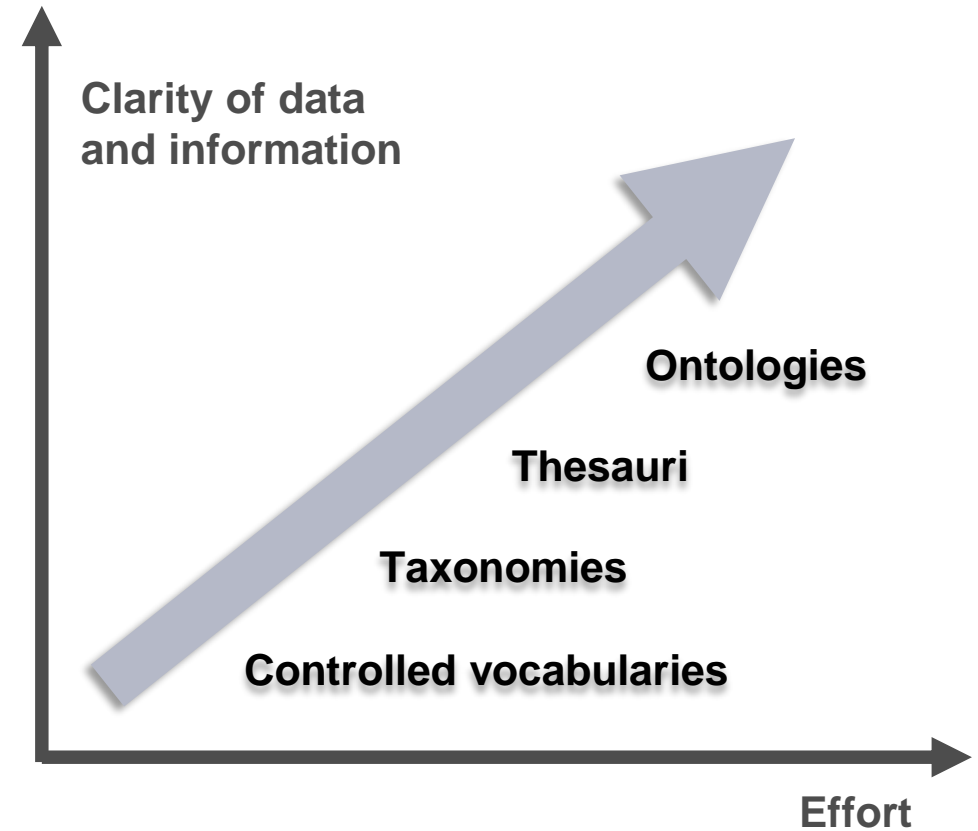 Clarity of data
and information
Ontologies
Thesauri
Taxonomies
Controlled vocabularies
Effort